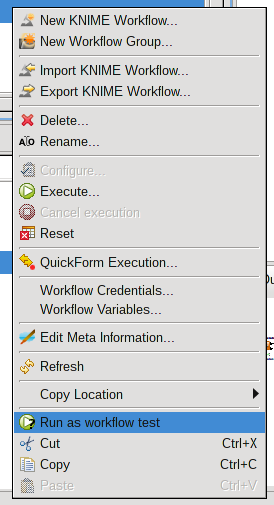 New KNIME Workflow...
New Workflow Group...
Import KNIME Workflow...
Export KNIME Workflow...
Delete...
Rename...
Configure...
Execute...
Cancel execution
Reset
QuickForm Execution...
Workflow Credentials...
Workflow Variables...
Edit Meta Information...
Refresh
Copy Location
Run as workflow test
Cut Ctrl+X
Copy Ctrl+C
Paste Ctrl+V